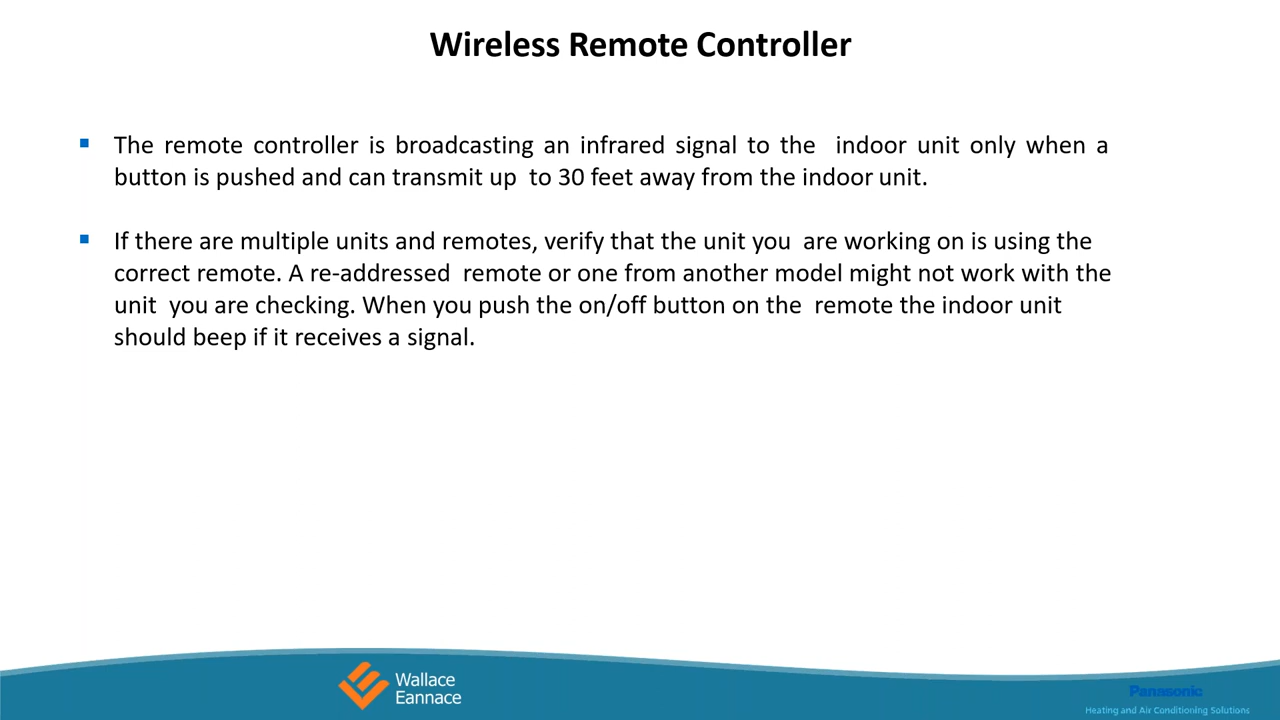 Wireless Remote Controller
▪ The remote controller is broadcasting an infrared signal to the indoor unit only when a
button is pushed and can transmit up to 30 feet away from the indoor unit.
▪ If there are multiple units and remotes, verify that the unit you are working on is using the
correct remote. A re-addressed remote or one from another model might not work with the
unit you are checking. When you push the on/off button on the remote the indoor unit
should beep if it receives a signal.
Wallace
Eannace
Panasonic
Heating and Air Conditioning Solutions